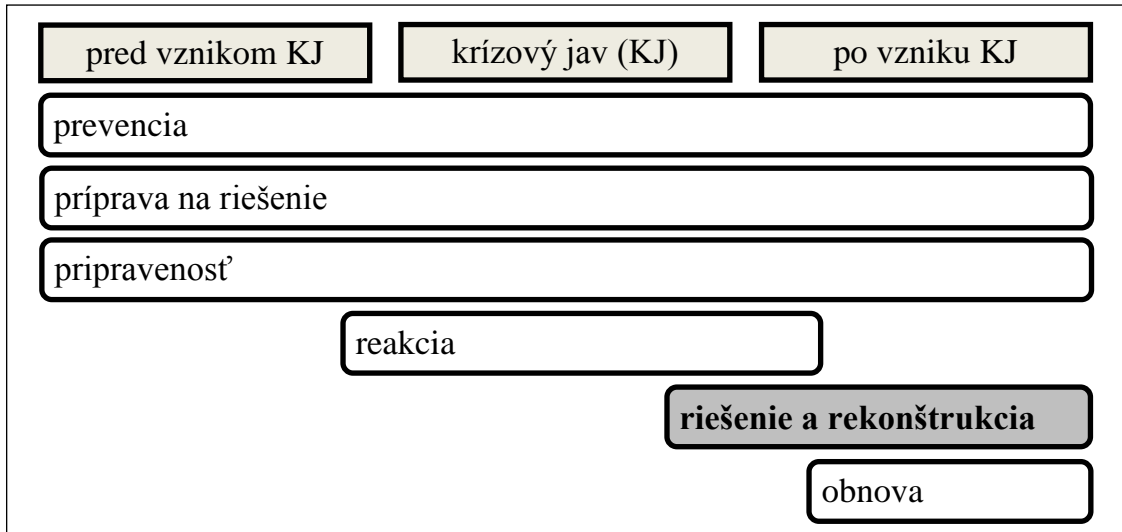 pred vznikom KJ
krízový jav (KJ)
po vzniku KJ
prevencia
príprava na riešenie
pripravenosť
reakcia
riešenie a rekonštrukcia
obnova